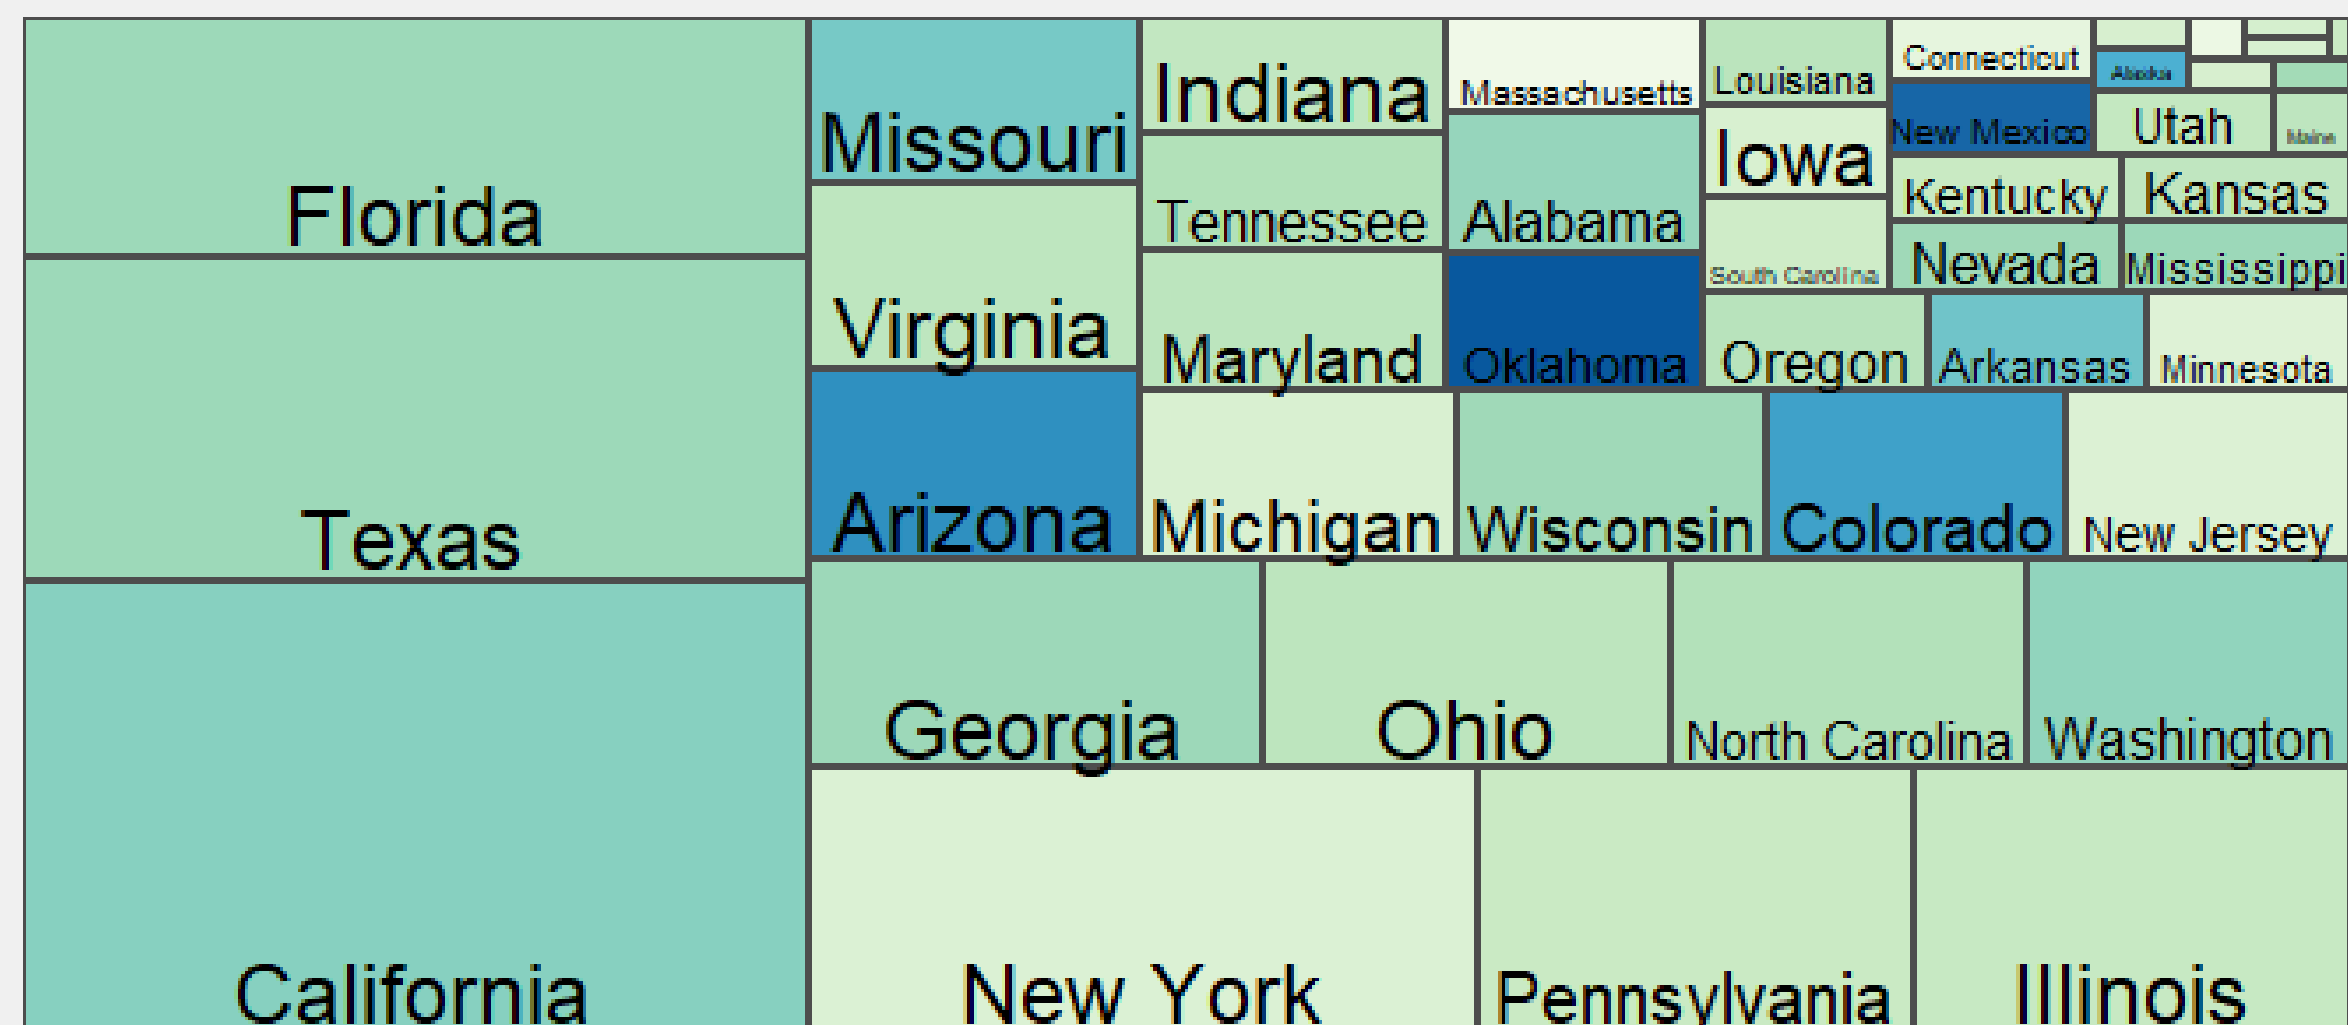 Florida
Texas
California
Missouri
Virginia
Arizona
Indiana
Tennessee
Maryland
Michigan
Massachusetts
Alabama
Oklahoma
Wisconsin
Louisiana
Iowa
South Carolina
Oregon
Colorado
Connecticut
New Mexico
Alaska
Utah
Maine
Kentucky
Kansas
Nevada
Mississippi
Arkansas
Minnesota
New Jersey
Georgia
Ohio
North Carolina
Washington
New York
Pennsylvania
Illinois